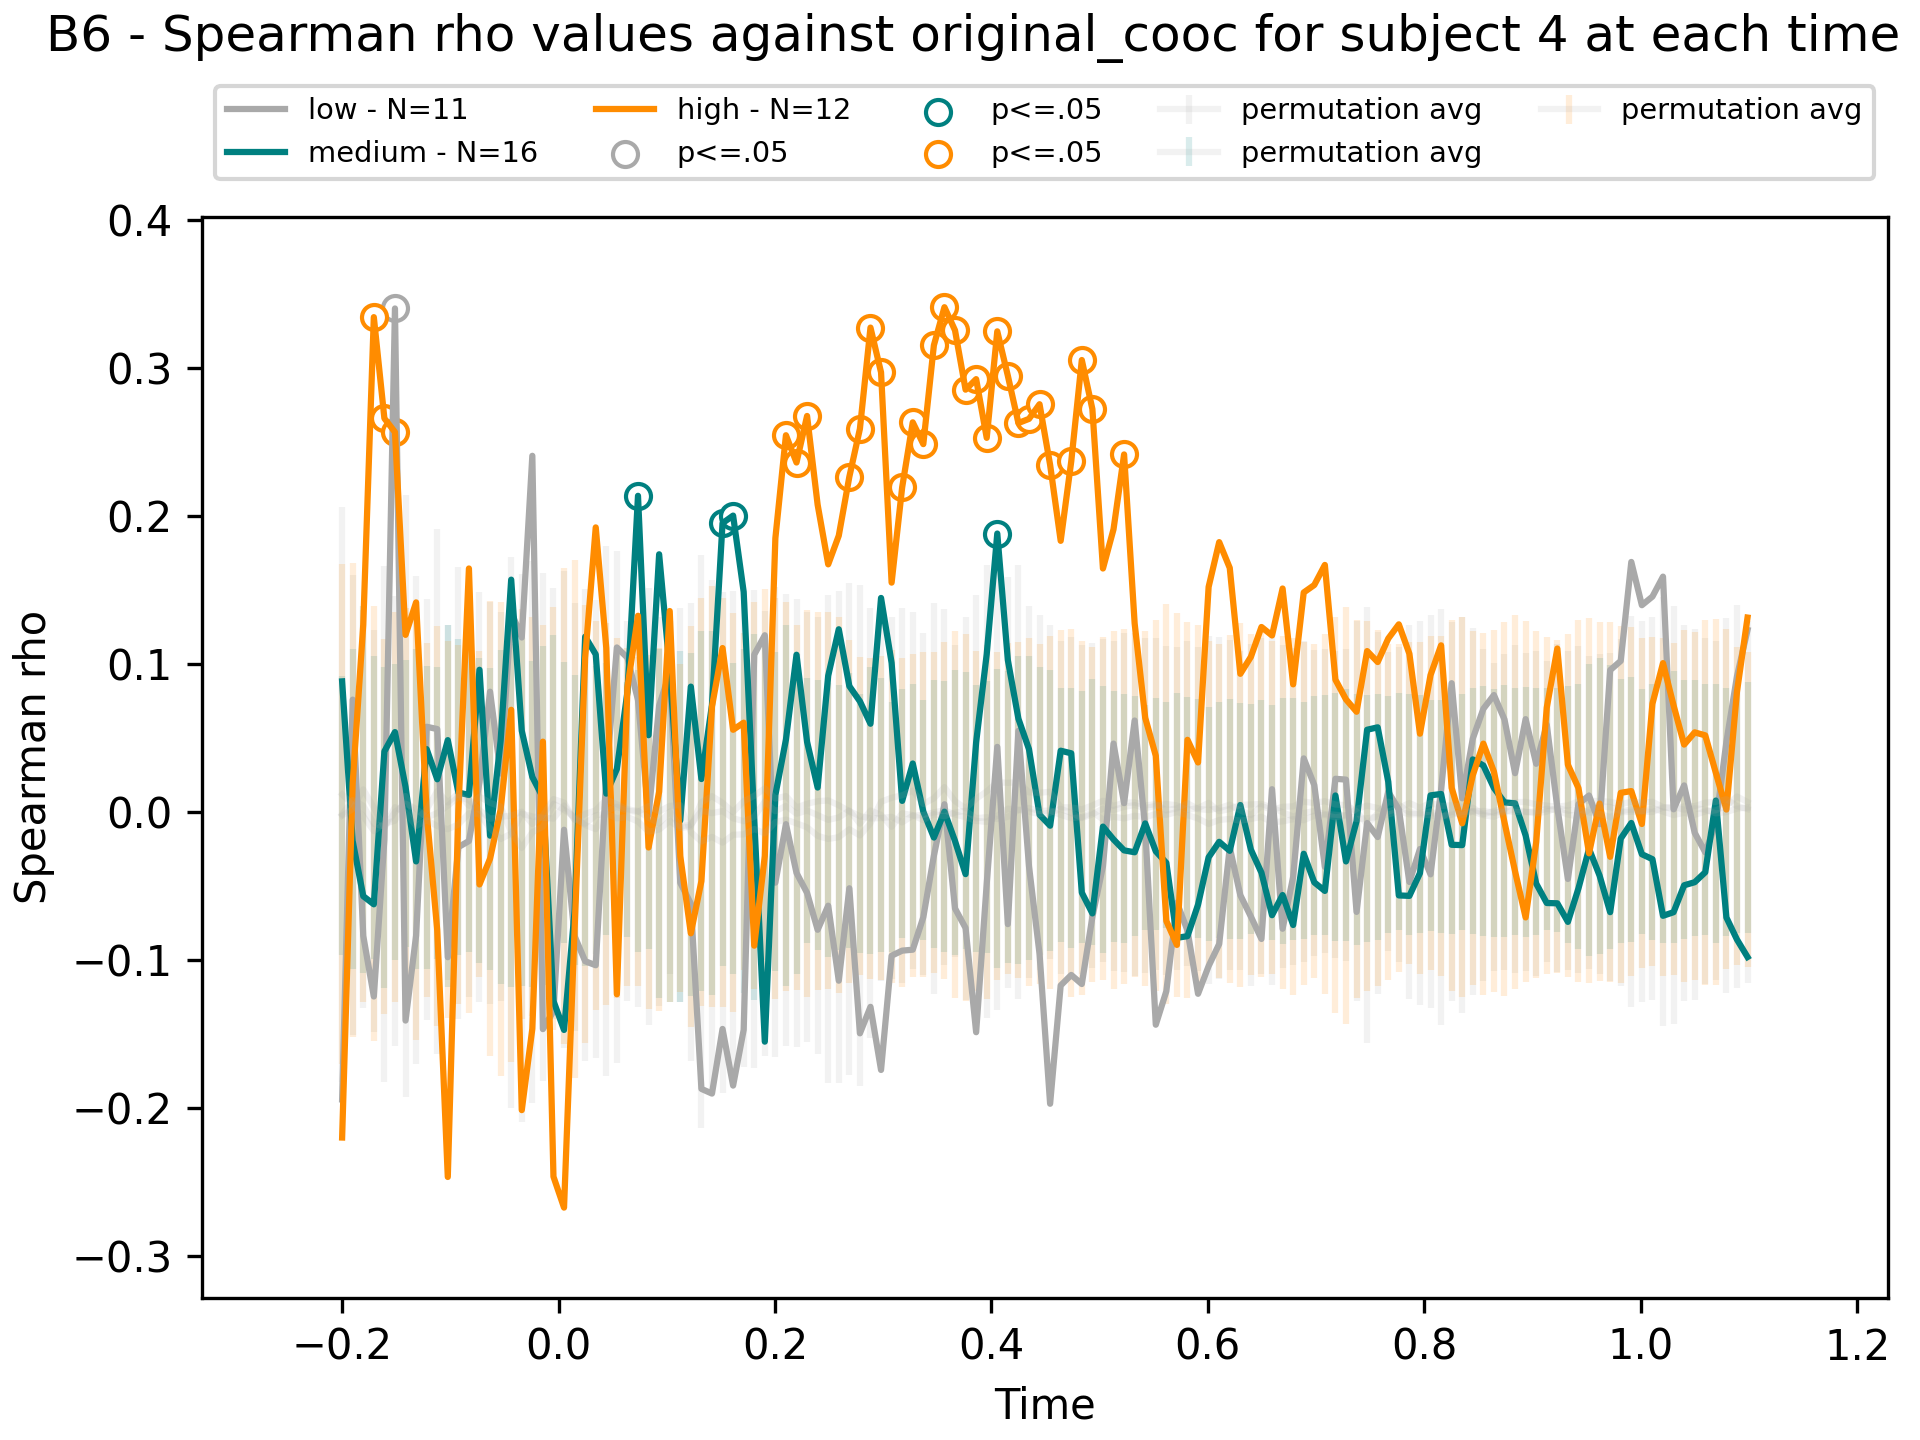 B6 - Spearman rho values against original_cooc for subject 4 at each time
low - N=11 high - N=12 p<=.05 permutation avg permutation avg
medium - N=16 p<=.05 p<=.05 permutation avg
Spearman rho
0.4
0.3
0.2
0.1
0.0
−0.1
−0.2
−0.3
−0.2 0.0 0.2 0.4 0.6 0.8 1.0 1.2
Time